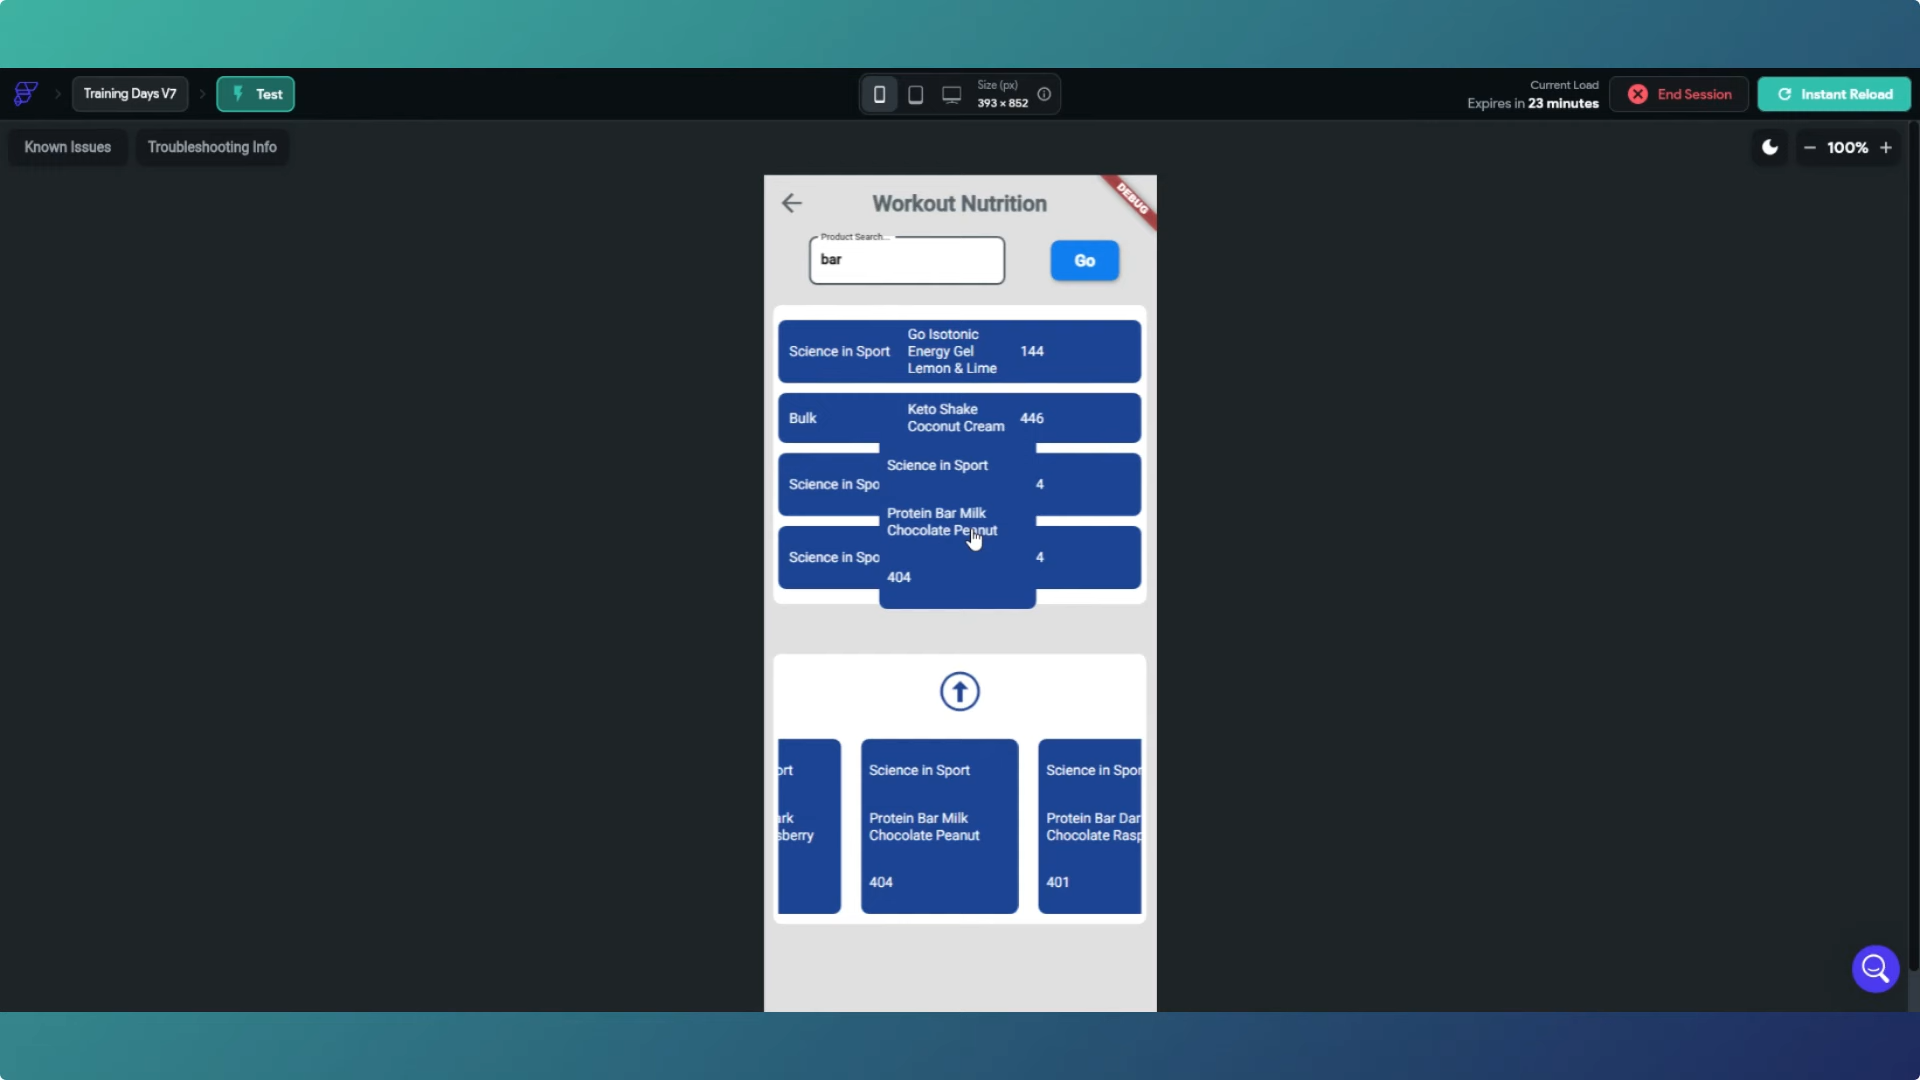 Training Days V7
Test
Size (px)
393 × 852
Current Load
Expires in 23 minutes
End Session
Instant Reload
Known Issues
Troubleshooting Info
100%
Workout Nutrition
DEBUG
Product Search...
bar
Go
Science in Sport
Go Isotonic
Energy Gel
Lemon & Lime
144
Bulk
Keto Shake
Coconut Cream
446
Science in Sport
Science in Spo
4
Protein Bar Milk
Chocolate Peanut
Science in Spo
4
404
ort
Science in Sport
Science in Spor
ark
Protein Bar Milk
Protein Bar Dar
sberry
Chocolate Peanut
Chocolate Rasp
404
401